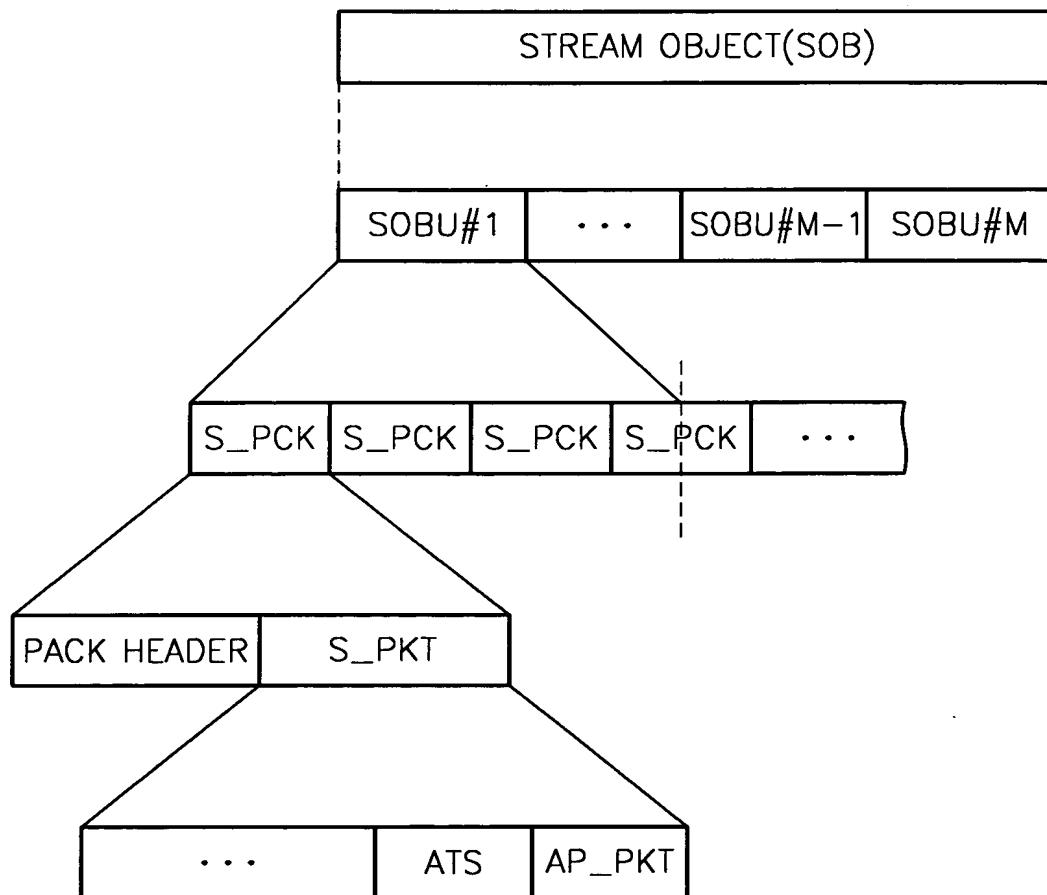 STREAM OBJECT(SOB)
SOBU#1 ... SOBU#M-1 SOBU#M
S_PCK S_PCK S_PCK S_PCK ...
PACK HEADER S_PKT
... ATS AP_PKT